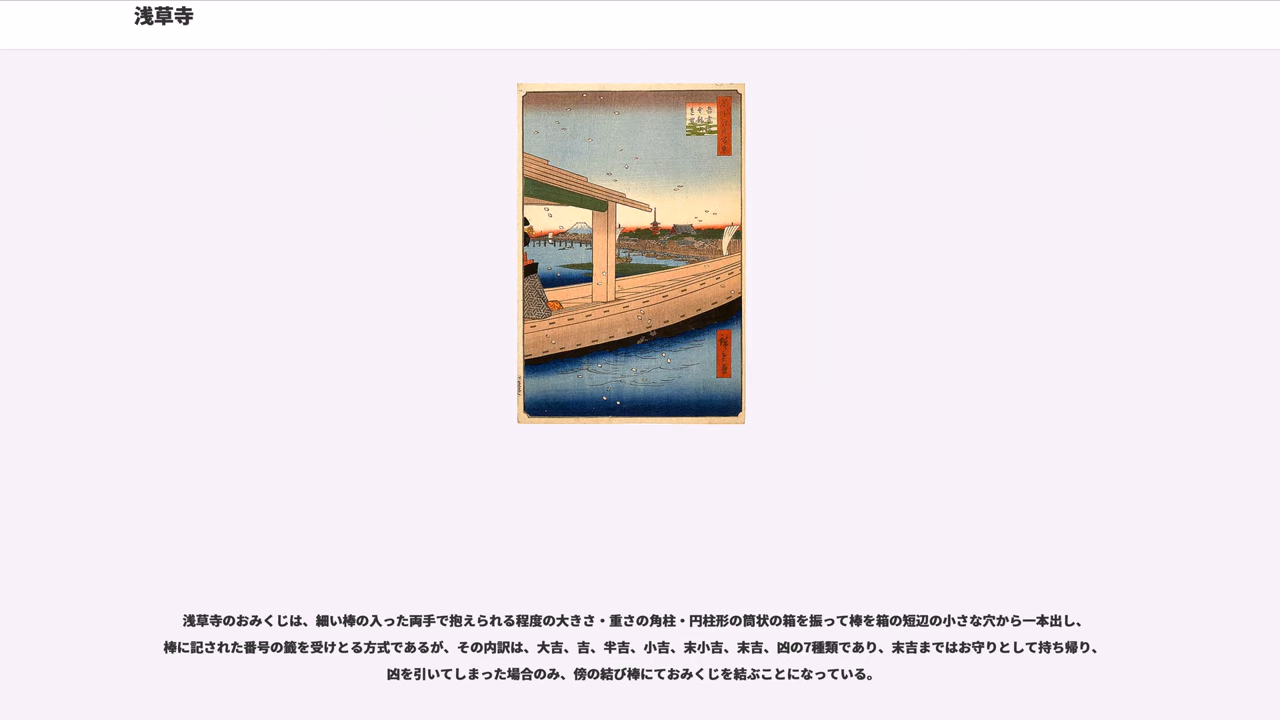 浅草寺
浅草寺のおみくじは、細い棒の入った両手で抱えられる程度の大きさ・重さの角柱・円柱形の筒状の箱を振って棒を箱の短辺の小さな穴から一本出し、
棒に記された番号の籤を受けとる方式であるが、その内訳は、大吉、吉、半吉、小吉、末小吉、末吉、凶の7種類であり、末吉まではお守りとして持ち帰り、
凶を引いてしまった場合のみ、傍の結び棒にておみくじを結ぶことになっている。